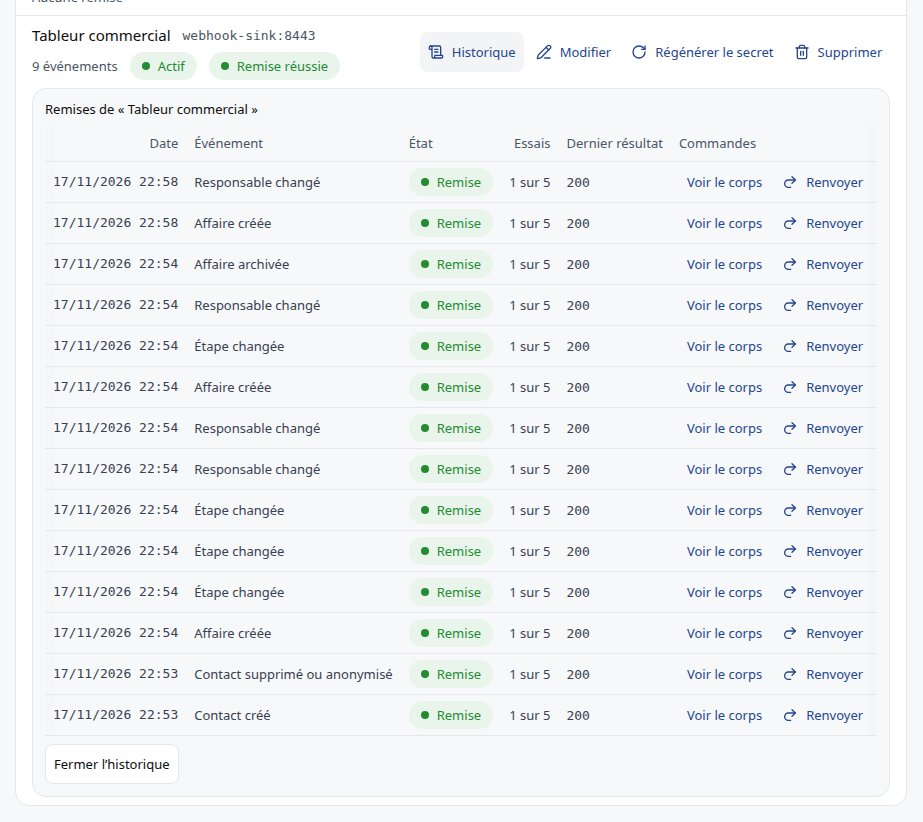 Aucune remise
Tableur commercial webhook-sink:8443
9 événements Actif Remise réussie
Historique Modifier Régénérer le secret Supprimer
Remises de « Tableur commercial »
Date Événement État Essais Dernier résultat Commandes
17/11/2026 22:58 Responsable changé Remise 1 sur 5 200 Voir le corps Renvoyer
17/11/2026 22:58 Affaire créée Remise 1 sur 5 200 Voir le corps Renvoyer
17/11/2026 22:54 Affaire archivée Remise 1 sur 5 200 Voir le corps Renvoyer
17/11/2026 22:54 Responsable changé Remise 1 sur 5 200 Voir le corps Renvoyer
17/11/2026 22:54 Étape changée Remise 1 sur 5 200 Voir le corps Renvoyer
17/11/2026 22:54 Affaire créée Remise 1 sur 5 200 Voir le corps Renvoyer
17/11/2026 22:54 Responsable changé Remise 1 sur 5 200 Voir le corps Renvoyer
17/11/2026 22:54 Responsable changé Remise 1 sur 5 200 Voir le corps Renvoyer
17/11/2026 22:54 Étape changée Remise 1 sur 5 200 Voir le corps Renvoyer
17/11/2026 22:54 Étape changée Remise 1 sur 5 200 Voir le corps Renvoyer
17/11/2026 22:54 Étape changée Remise 1 sur 5 200 Voir le corps Renvoyer
17/11/2026 22:54 Affaire créée Remise 1 sur 5 200 Voir le corps Renvoyer
17/11/2026 22:53 Contact supprimé ou anonymisé Remise 1 sur 5 200 Voir le corps Renvoyer
17/11/2026 22:53 Contact créé Remise 1 sur 5 200 Voir le corps Renvoyer
Fermer l’historique